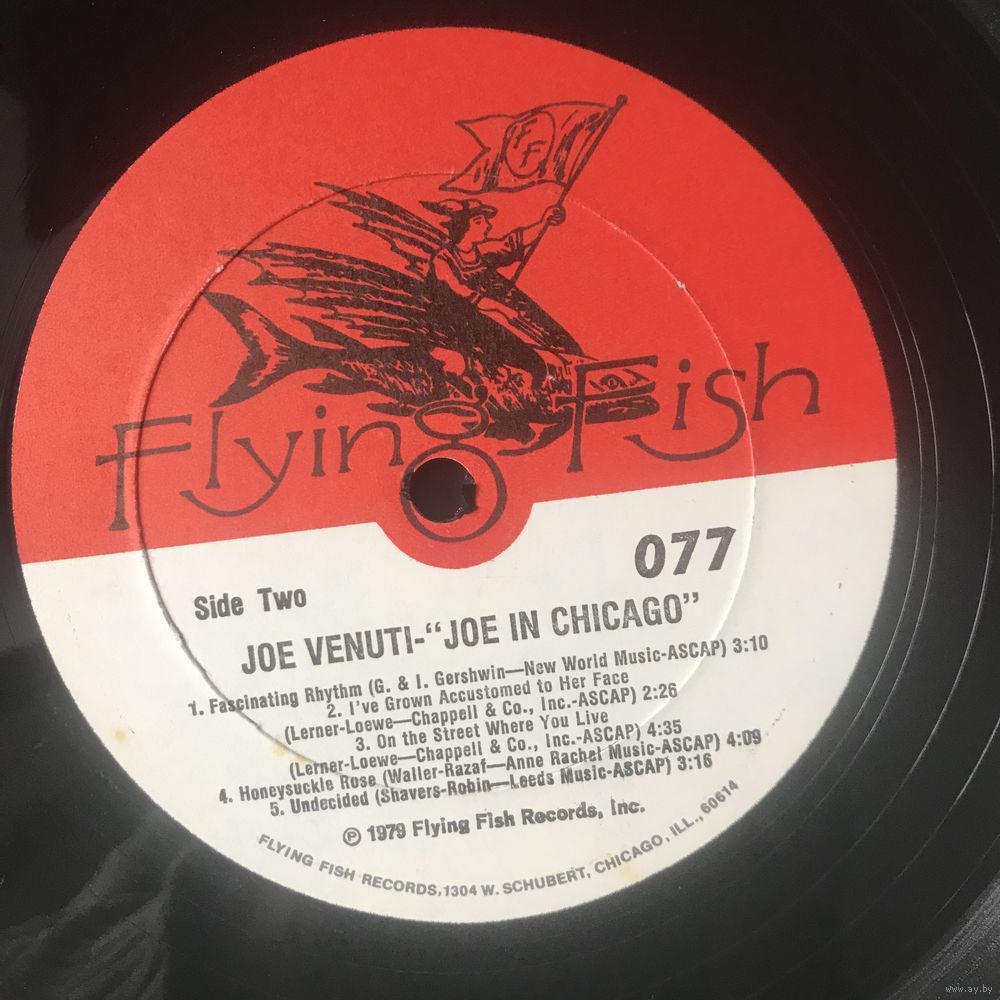 FF
Flying Fish
077
Side Two
JOE VENUTI-“JOE IN CHICAGO”
1. Fascinating Rhythm (G. & I. Gershwin—New World Music-ASCAP) 3:10
2. I've Grown Accustomed to Her Face
(Lerner-Loewe—Chappell & Co., Inc.-ASCAP) 2:26
3. On the Street Where You Live
(Lerner-Loewe—Chappell & Co., Inc.-ASCAP) 4:35
4. Honeysuckle Rose (Waller-Razaf—Anne Rachel Music-ASCAP) 4:09
5. Undecided (Shavers-Robin—Leeds Music-ASCAP) 3:16
℗ 1979 Flying Fish Records, Inc.
FLYING FISH RECORDS, 1304 W. SCHUBERT, CHICAGO, ILL., 60614
www.ay.by